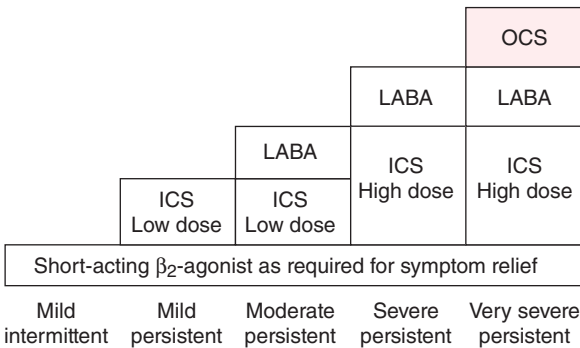 OCS
LABA
LABA
LABA
ICS
High dose
ICS
High dose
ICS
Low dose
ICS
Low dose
Short-acting β₂-agonist as required for symptom relief
Mild
intermittent
Mild
persistent
Moderate
persistent
Severe
persistent
Very severe
persistent